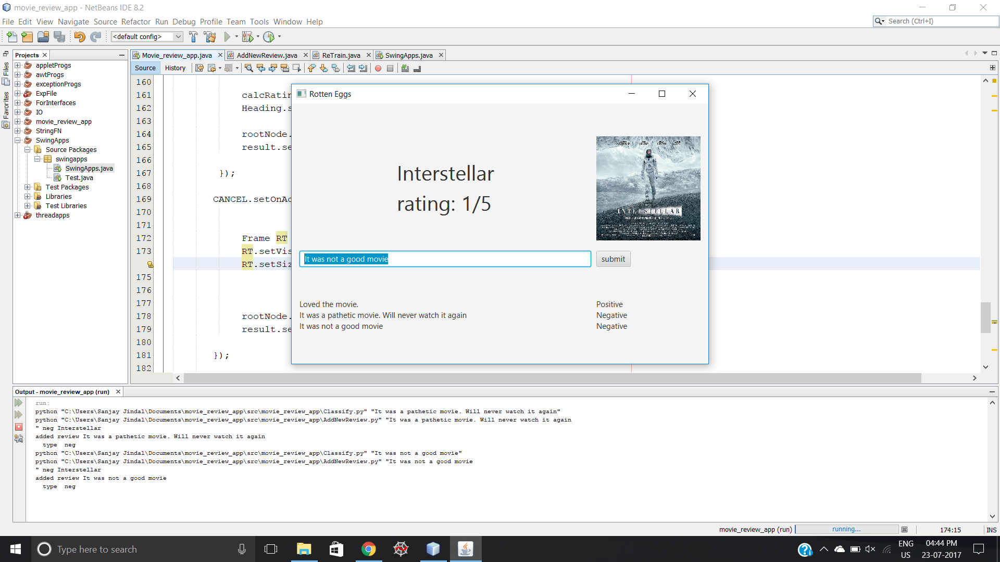 movie_review_app - NetBeans IDE 8.2
File Edit View Navigate Source Refactor Run Debug Profile Team Tools Window Help
Search (Ctrl+I)
<default config>
Files
Favorites
Projects
appletProgs
awtProgs
exceptionProgs
ExpFile
ForInterfaces
IO
movie_review_app
StringFN
SwingApps
Source Packages
swingapps
SwingApps.java
Test.java
Test Packages
Libraries
Test Libraries
threadapps
Movie_review_app.java AddNewReview.java ReTrain.java SwingApps.java
Source History
160
161 calcRatin
162 Heading.s
163
164 rootNode.
165 result.se
166
167 });
168
169 CANCEL.setOnAc
170
171
172 Frame RT
173 RT.setVis
RT.setSiz
175
176
177
178 rootNode.
179 result.se
180
181 });
182
Rotten Eggs
Interstellar
rating: 1/5
INTERSTELLAR
It was not a good movie submit
Loved the movie. Positive
It was a pathetic movie. Will never watch it again Negative
It was not a good movie Negative
Output - movie_review_app (run)
run:
python "C:\Users\Sanjay Jindal\Documents\movie_review_app\src\movie_review_app\Classify.py" "It was a pathetic movie. Will never watch it again"
python "C:\Users\Sanjay Jindal\Documents\movie_review_app\src\movie_review_app\AddNewReview.py" "It was a pathetic movie. Will never watch it again
" neg Interstellar
added review It was a pathetic movie. Will never watch it again
type neg
python "C:\Users\Sanjay Jindal\Documents\movie_review_app\src\movie_review_app\Classify.py" "It was not a good movie"
python "C:\Users\Sanjay Jindal\Documents\movie_review_app\src\movie_review_app\AddNewReview.py" "It was not a good movie
" neg Interstellar
added review It was not a good movie
type neg
movie_review_app (run) running... 174:15 INS
Type here to search
ENG
US
04:44 PM
23-07-2017